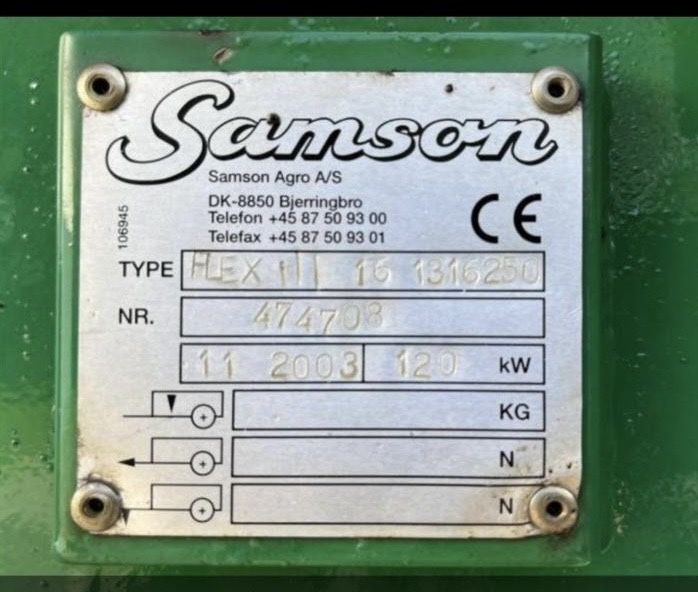 Samson
Samson Agro A/S
DK-8850 Bjerringbro
Telefon +45 87 50 93 00
Telefax +45 87 50 93 01
CE
106945
TYPE FLEX III 16 1316250
NR. 474708
11 2003 120 kW
KG
N
N